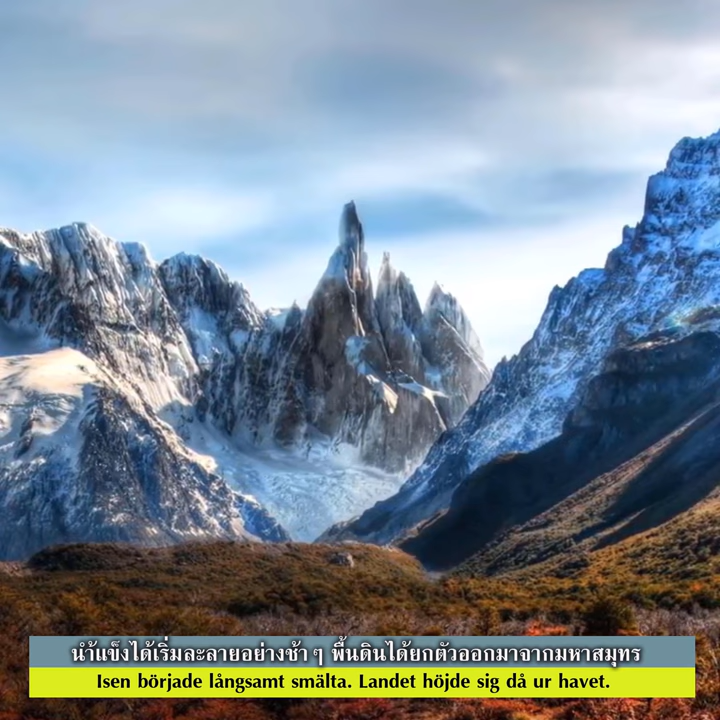 นำ้แข็งได้เริ่มละลายอย่างช้า ๆ พื้นดินได้ยกตัวออกมาจากมหาสมุทร
Isen började långsamt smälta. Landet höjde sig då ur havet.